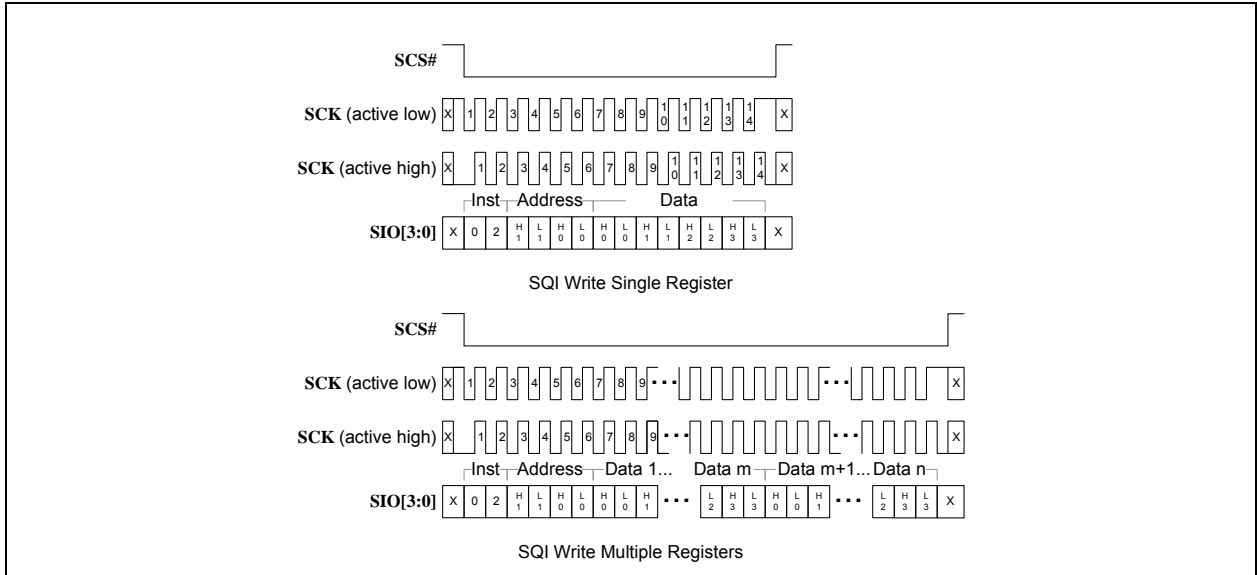 SCS#
SCK (active low) X 1 2 3 4 5 6 7 8 9 10 11 12 13 14 X
SCK (active high) X 1 2 3 4 5 6 7 8 9 10 11 12 13 14 X
Inst Address Data
SIO[3:0] X 0 2 H1 L1 H0 L0 H0 L0 H1 L1 H2 L2 H3 L3 X
SQI Write Single Register
SCS#
SCK (active low) X 1 2 3 4 5 6 7 8 9 ... ... X
SCK (active high) X 1 2 3 4 5 6 7 8 9 ... ... X
Inst Address Data 1... Data m Data m+1... Data n
SIO[3:0] X 0 2 H1 L1 H0 L0 H0 L0 H1 ... L2 H3 L3 H0 L0 H1 ... L2 H3 L3 X
SQI Write Multiple Registers